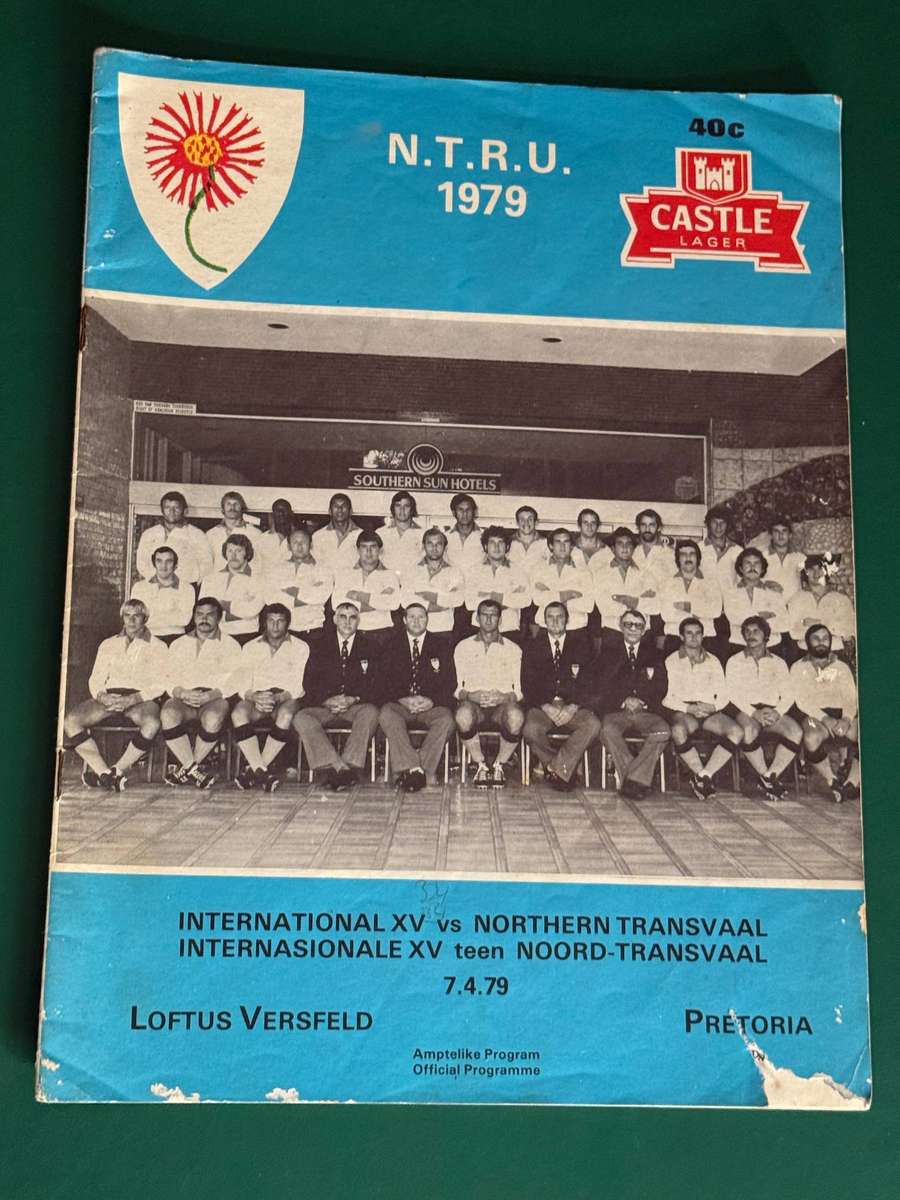 N.T.R.U.
1979
40c
CASTLE
LAGER
SOUTHERN SUN HOTELS
INTERNATIONAL XV vs NORTHERN TRANSVAAL
INTERNASIONALE XV teen NOORD-TRANSVAAL
7.4.79
LOFTUS VERSFELD
PRETORIA
Amptelike Program
Official Programme